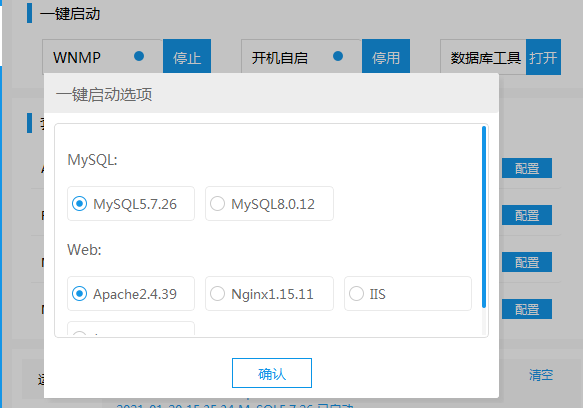 一键启动
WNMP 停止 开机自启 停用 数据库工具 打开
一键启动选项
MySQL:
配置
MySQL5.7.26 MySQL8.0.12
配置
Web:
配置
Apache2.4.39 Nginx1.15.11 IIS
配置
确认
清空